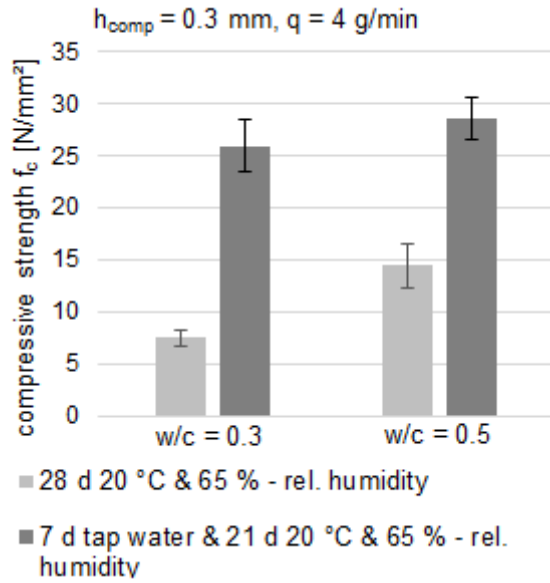 h_comp = 0.3 mm, q = 4 g/min
compressive strength f_c [N/mm²]
35
30
25
20
15
10
5
0
w/c = 0.3 w/c = 0.5
28 d 20 °C & 65 % - rel. humidity
7 d tap water & 21 d 20 °C & 65 % - rel.
humidity